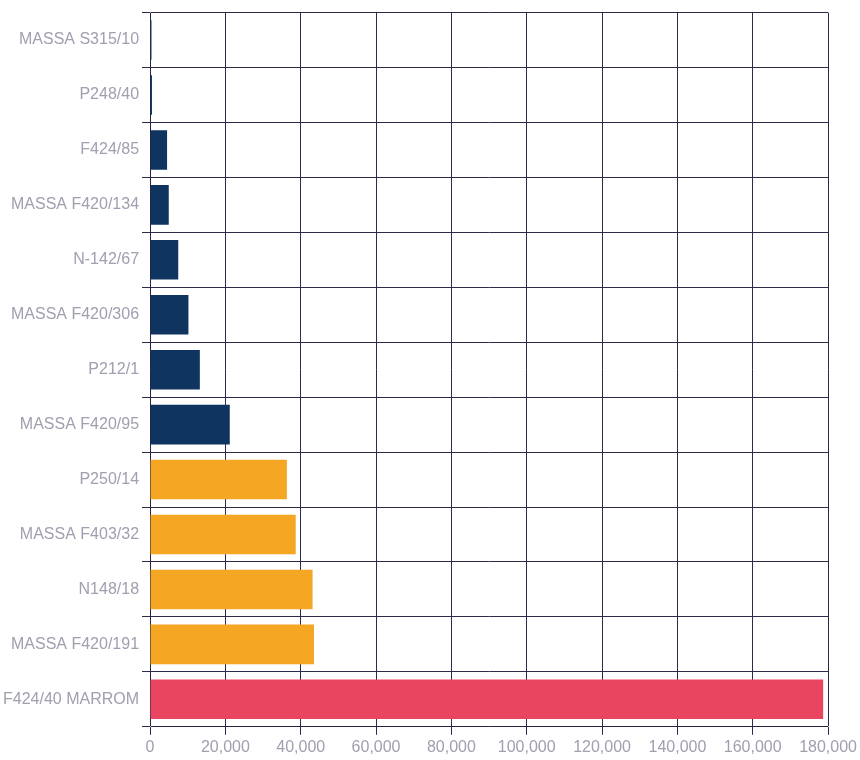 MASSA S315/10
P248/40
F424/85
MASSA F420/134
N-142/67
MASSA F420/306
P212/1
MASSA F420/95
P250/14
MASSA F403/32
N148/18
MASSA F420/191
F424/40 MARROM
0 20,000 40,000 60,000 80,000 100,000 120,000 140,000 160,000 180,000